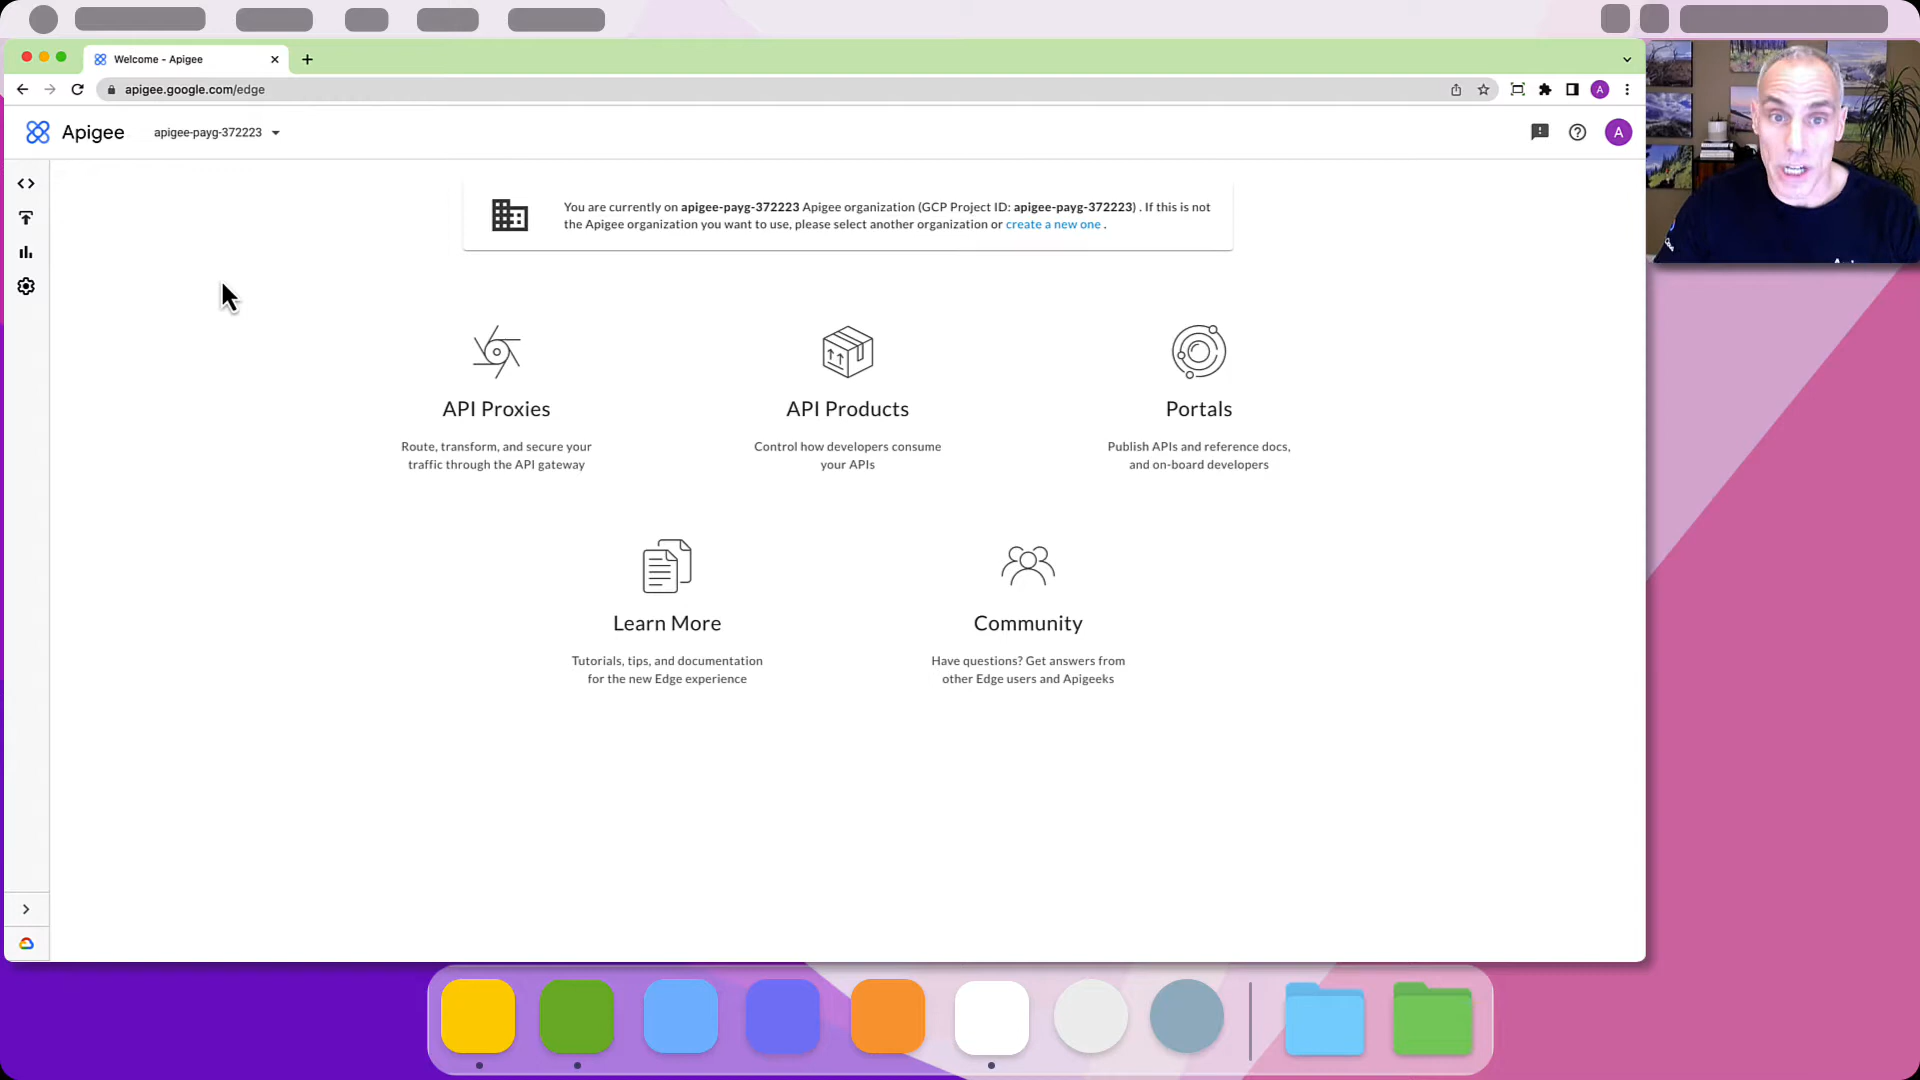 Welcome - Apigee
apigee.google.com/edge
A
Apigee
apigee-payg-372223
A
You are currently on apigee-payg-372223 Apigee organization (GCP Project ID: apigee-payg-372223) . If this is not
the Apigee organization you want to use, please select another organization or create a new one .
API Proxies
Route, transform, and secure your
traffic through the API gateway
API Products
Control how developers consume
your APIs
Portals
Publish APIs and reference docs,
and on-board developers
Learn More
Tutorials, tips, and documentation
for the new Edge experience
Community
Have questions? Get answers from
other Edge users and Apigeeks